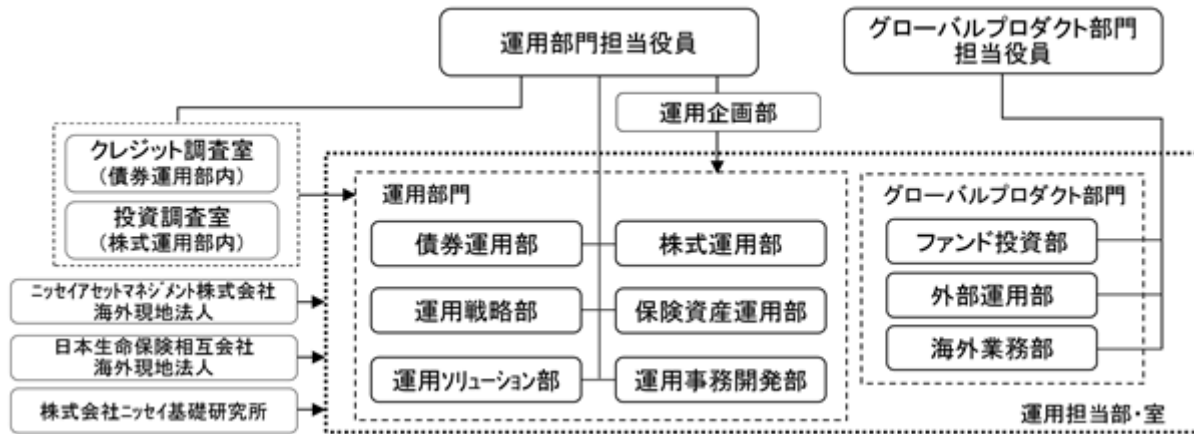 運用部門担当役員
グローバルプロダクト部門
担当役員
運用企画部
クレジット調査室
(債券運用部内)
投資調査室
(株式運用部内)
運用部門
債券運用部
株式運用部
運用戦略部
保険資産運用部
運用ソリューション部
運用事務開発部
グローバルプロダクト部門
ファンド投資部
外部運用部
海外業務部
ニッセイアセットマネジメント株式会社
海外現地法人
日本生命保険相互会社
海外現地法人
株式会社ニッセイ基礎研究所
運用担当部・室